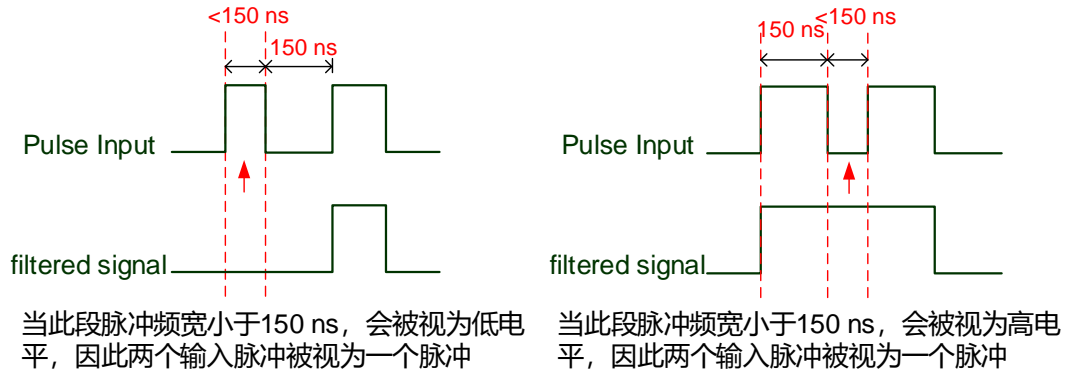 <150 ns
150 ns
Pulse Input
filtered signal
当此段脉冲频宽小于150 ns，会被视为低电
平，因此两个输入脉冲被视为一个脉冲
<150 ns
150 ns
Pulse Input
filtered signal
当此段脉冲频宽小于150 ns，会被视为高电
平，因此两个输入脉冲被视为一个脉冲